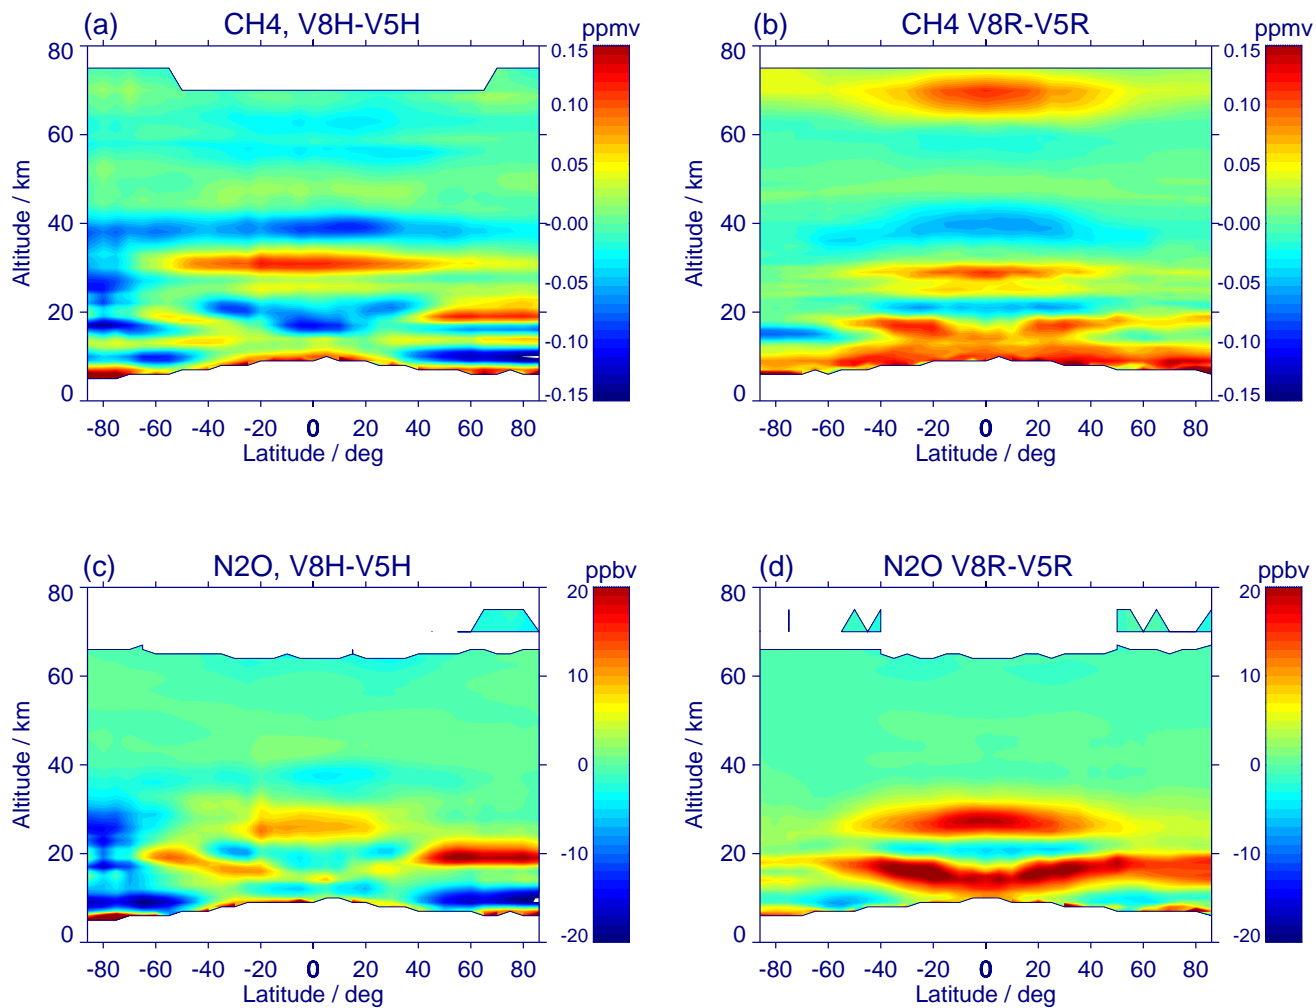 (a) CH4, V8H-V5H ppmv
(b) CH4 V8R-V5R ppmv
80 0.15 80 0.15
0.10 0.10
60 60
0.05 0.05
Altitude / km 40 -0.00 Altitude / km 40 -0.00
-0.05 -0.05
20 20
-0.10 -0.10
0 -0.15 0 -0.15
-80 -60 -40 -20 0 20 40 60 80 -80 -60 -40 -20 0 20 40 60 80
Latitude / deg Latitude / deg
(c) N2O, V8H-V5H ppbv
(d) N2O V8R-V5R ppbv
80 20 80 20
60 10 60 10
Altitude / km 40 0 Altitude / km 40 0
20 -10 20 -10
0 -20 0 -20
-80 -60 -40 -20 0 20 40 60 80 -80 -60 -40 -20 0 20 40 60 80
Latitude / deg Latitude / deg